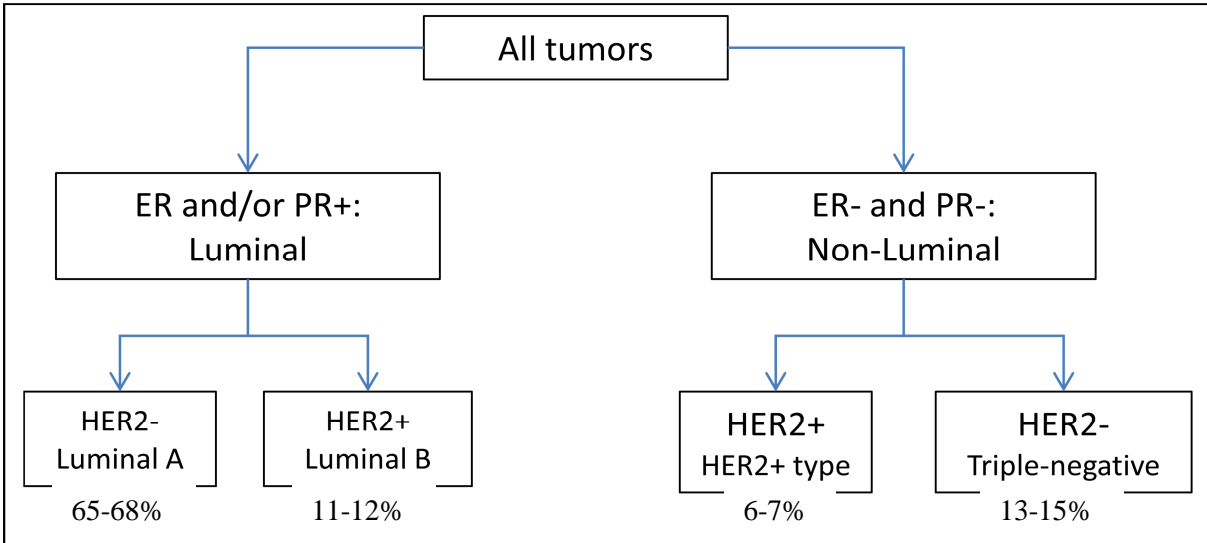 All tumors
ER and/or PR+:
Luminal
ER- and PR-:
Non-Luminal
HER2-
Luminal A
65-68%
HER2+
Luminal B
11-12%
HER2+
HER2+ type
6-7%
HER2-
Triple-negative
13-15%